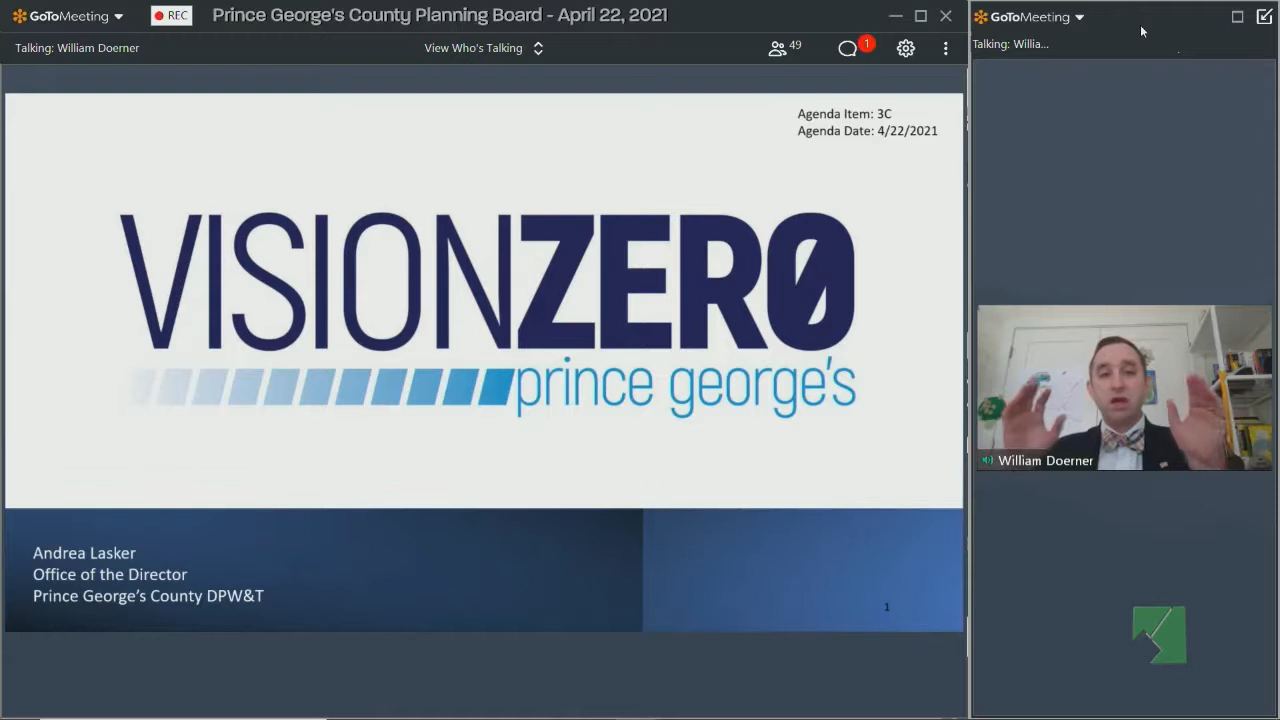 GoToMeeting
REC
Prince George's County Planning Board - April 22, 2021
Talking: William Doerner
View Who's Talking
49
1
GoToMeeting
Talking: Willia...
Agenda Item: 3C
Agenda Date: 4/22/2021
VISIONZERO
prince george's
William Doerner
Andrea Lasker
Office of the Director
Prince George's County DPW&T
1